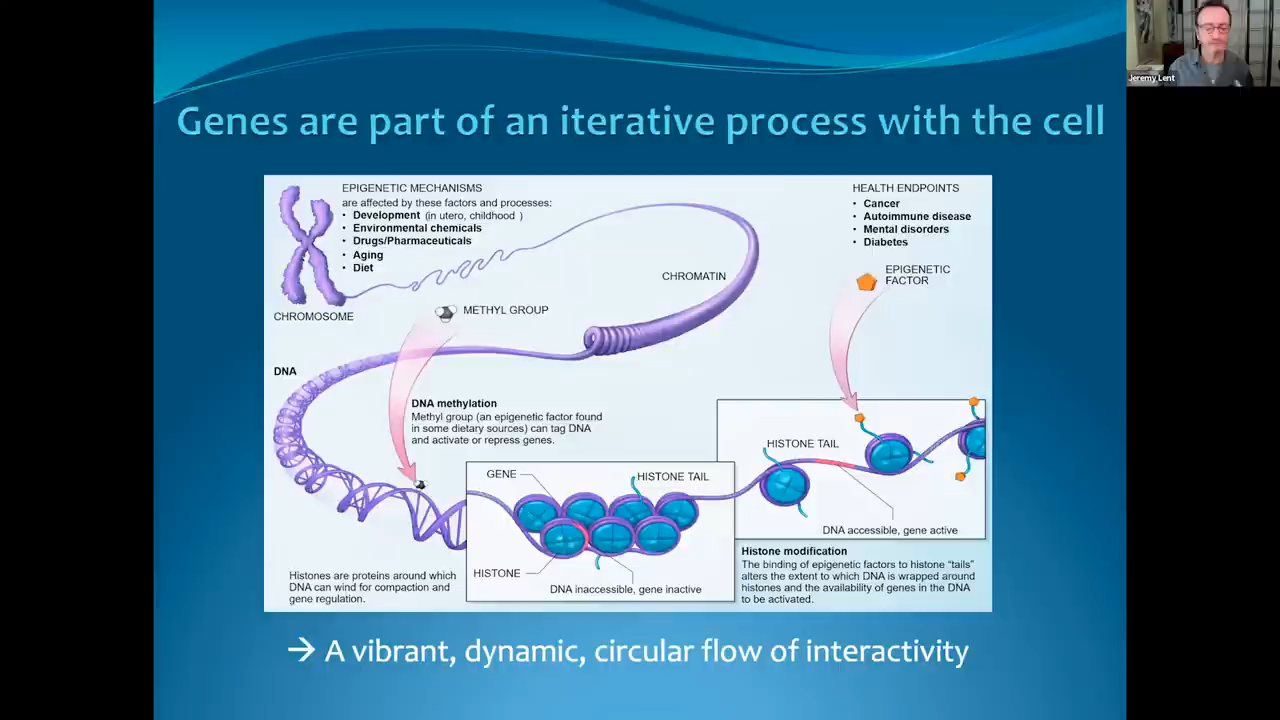 Jeremy Lent
Genes are part of an iterative process with the cell
EPIGENETIC MECHANISMS
are affected by these factors and processes:
• Development (in utero, childhood )
• Environmental chemicals
• Drugs/Pharmaceuticals
• Aging
• Diet
HEALTH ENDPOINTS
• Cancer
• Autoimmune disease
• Mental disorders
• Diabetes
EPIGENETIC
FACTOR
CHROMATIN
CHROMOSOME
METHYL GROUP
DNA
DNA methylation
Methyl group (an epigenetic factor found
in some dietary sources) can tag DNA
and activate or repress genes.
HISTONE TAIL
GENE
HISTONE TAIL
DNA accessible, gene active
HISTONE
DNA inaccessible, gene inactive
Histones are proteins around which
DNA can wind for compaction and
gene regulation.
Histone modification
The binding of epigenetic factors to histone “tails”
alters the extent to which DNA is wrapped around
histones and the availability of genes in the DNA
to be activated.
→ A vibrant, dynamic, circular flow of interactivity